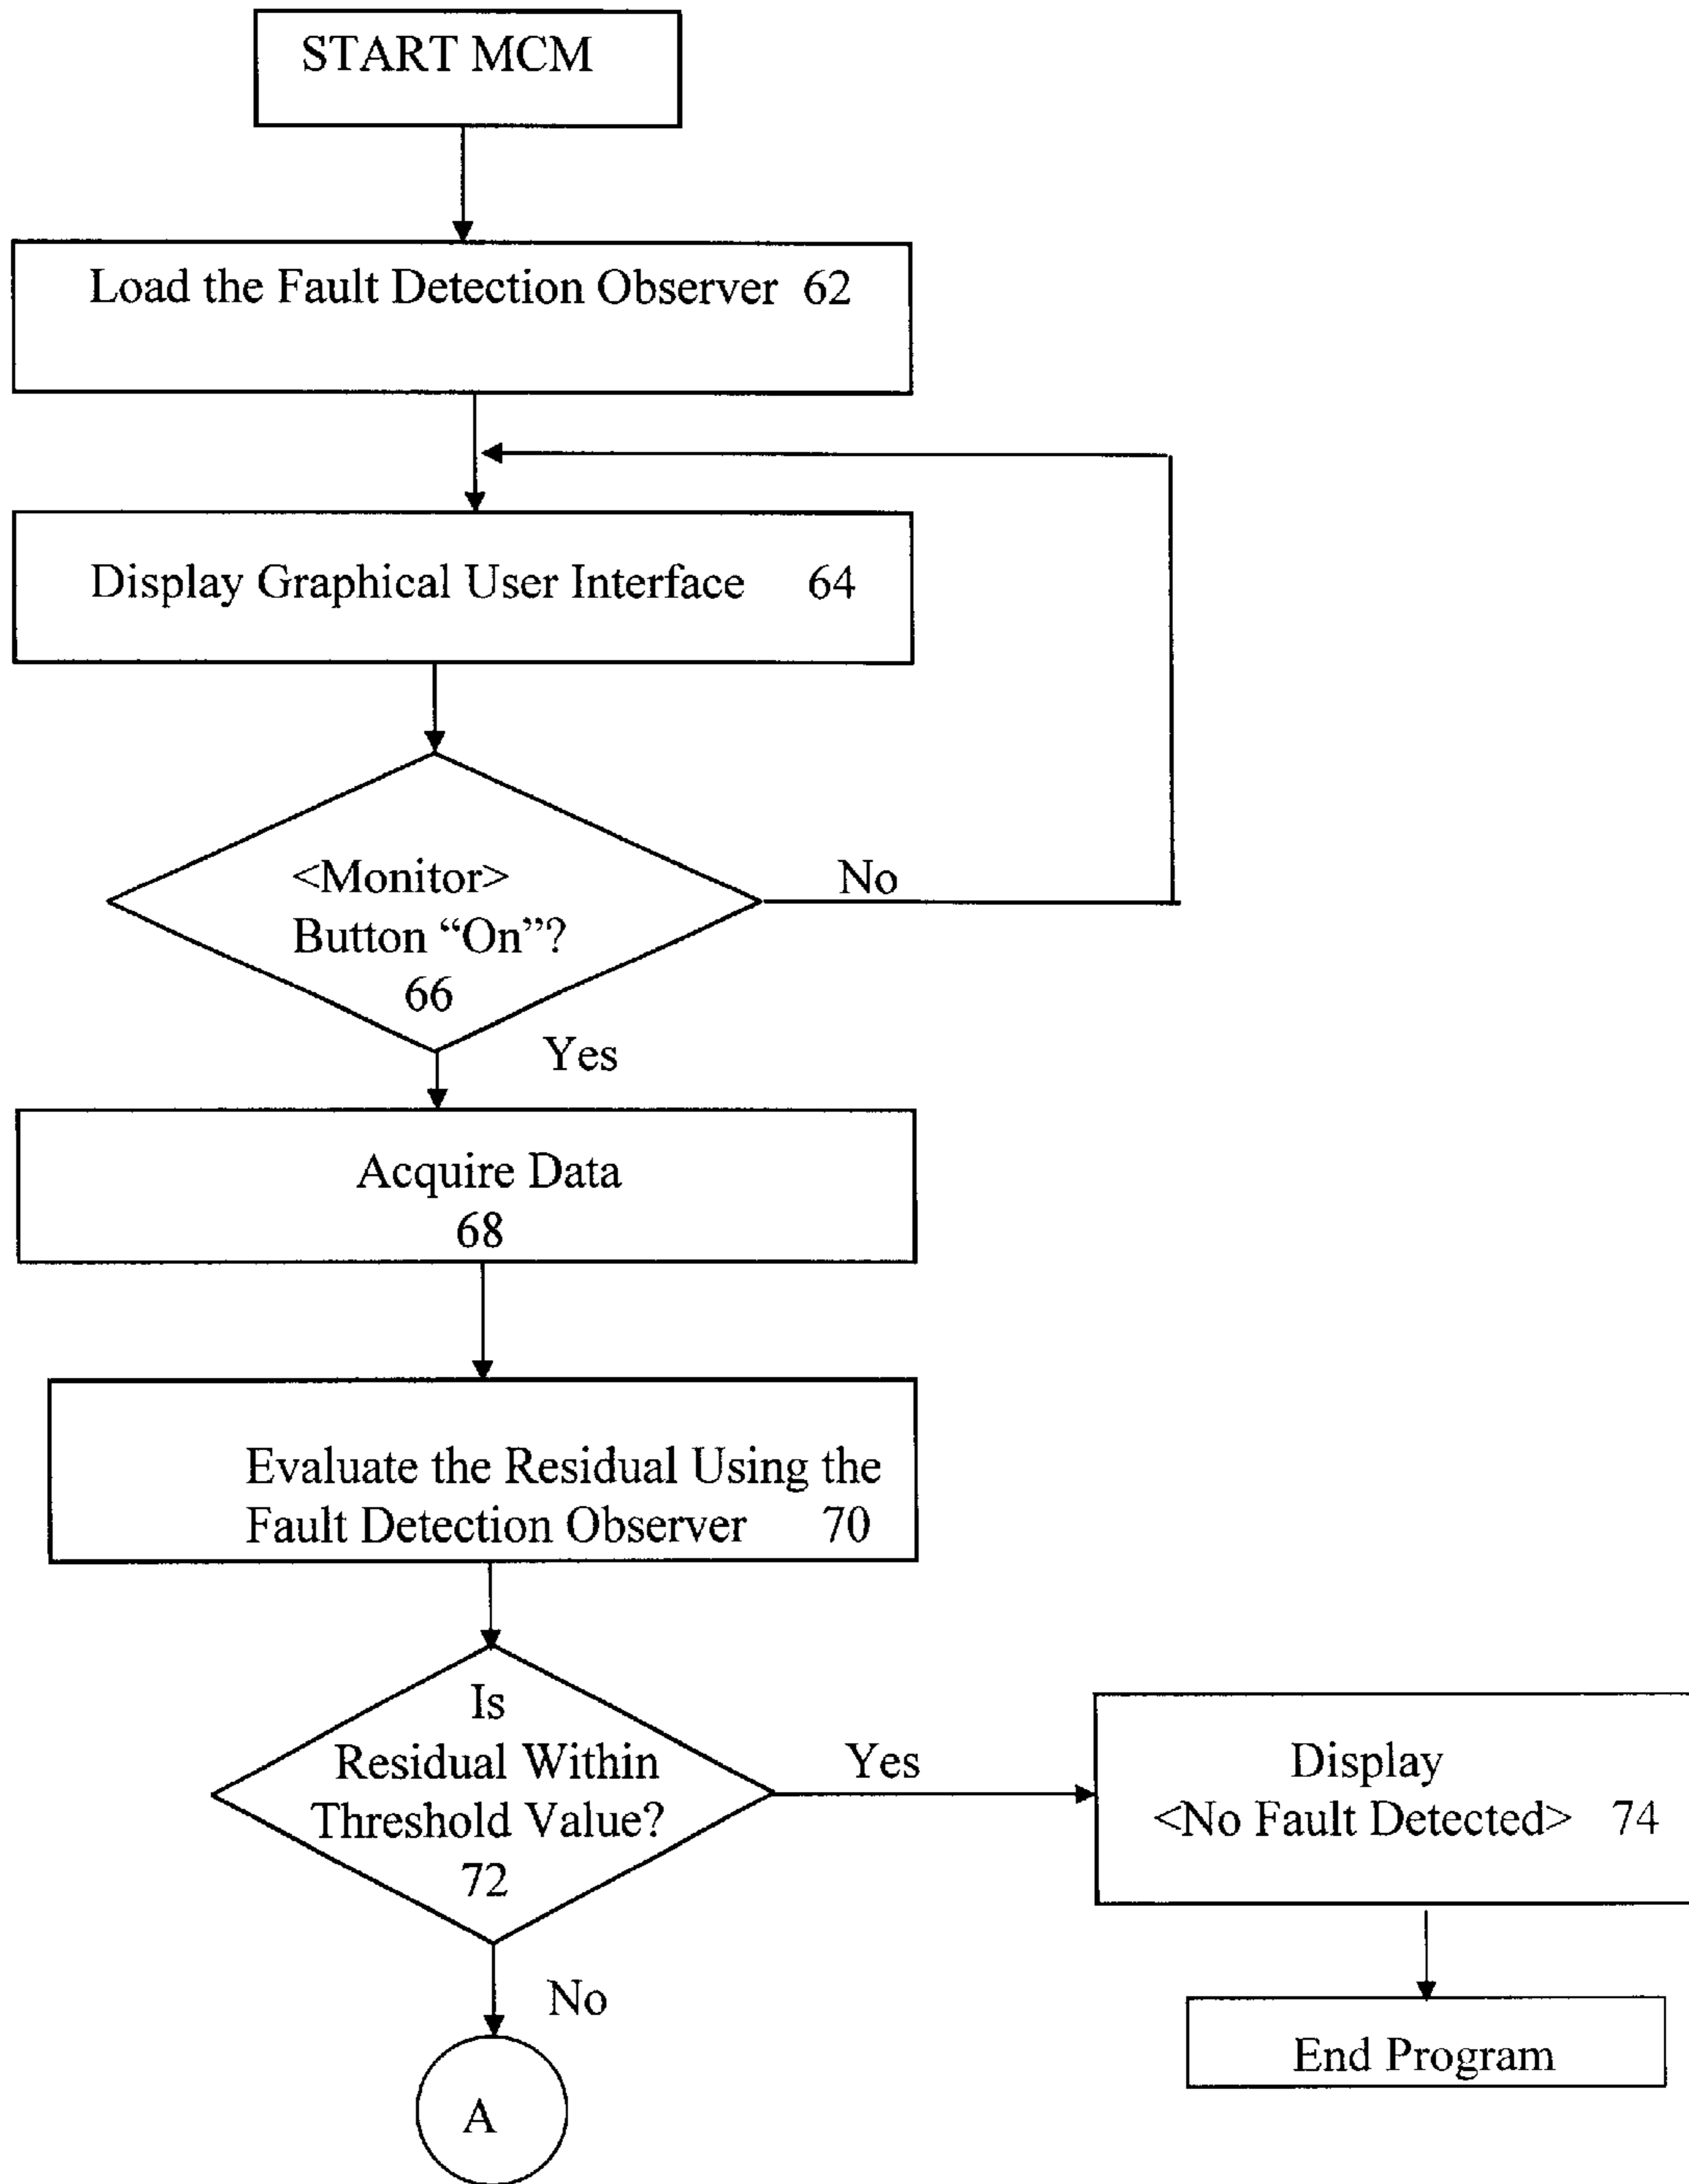 START MCM
Load the Fault Detection Observer 62
Display Graphical User Interface 64
<Monitor>
Button “On”?
66
No
Yes
Acquire Data
68
Evaluate the Residual Using the
Fault Detection Observer 70
Is
Residual Within
Threshold Value?
72
Yes
Display
<No Fault Detected> 74
No
End Program
A